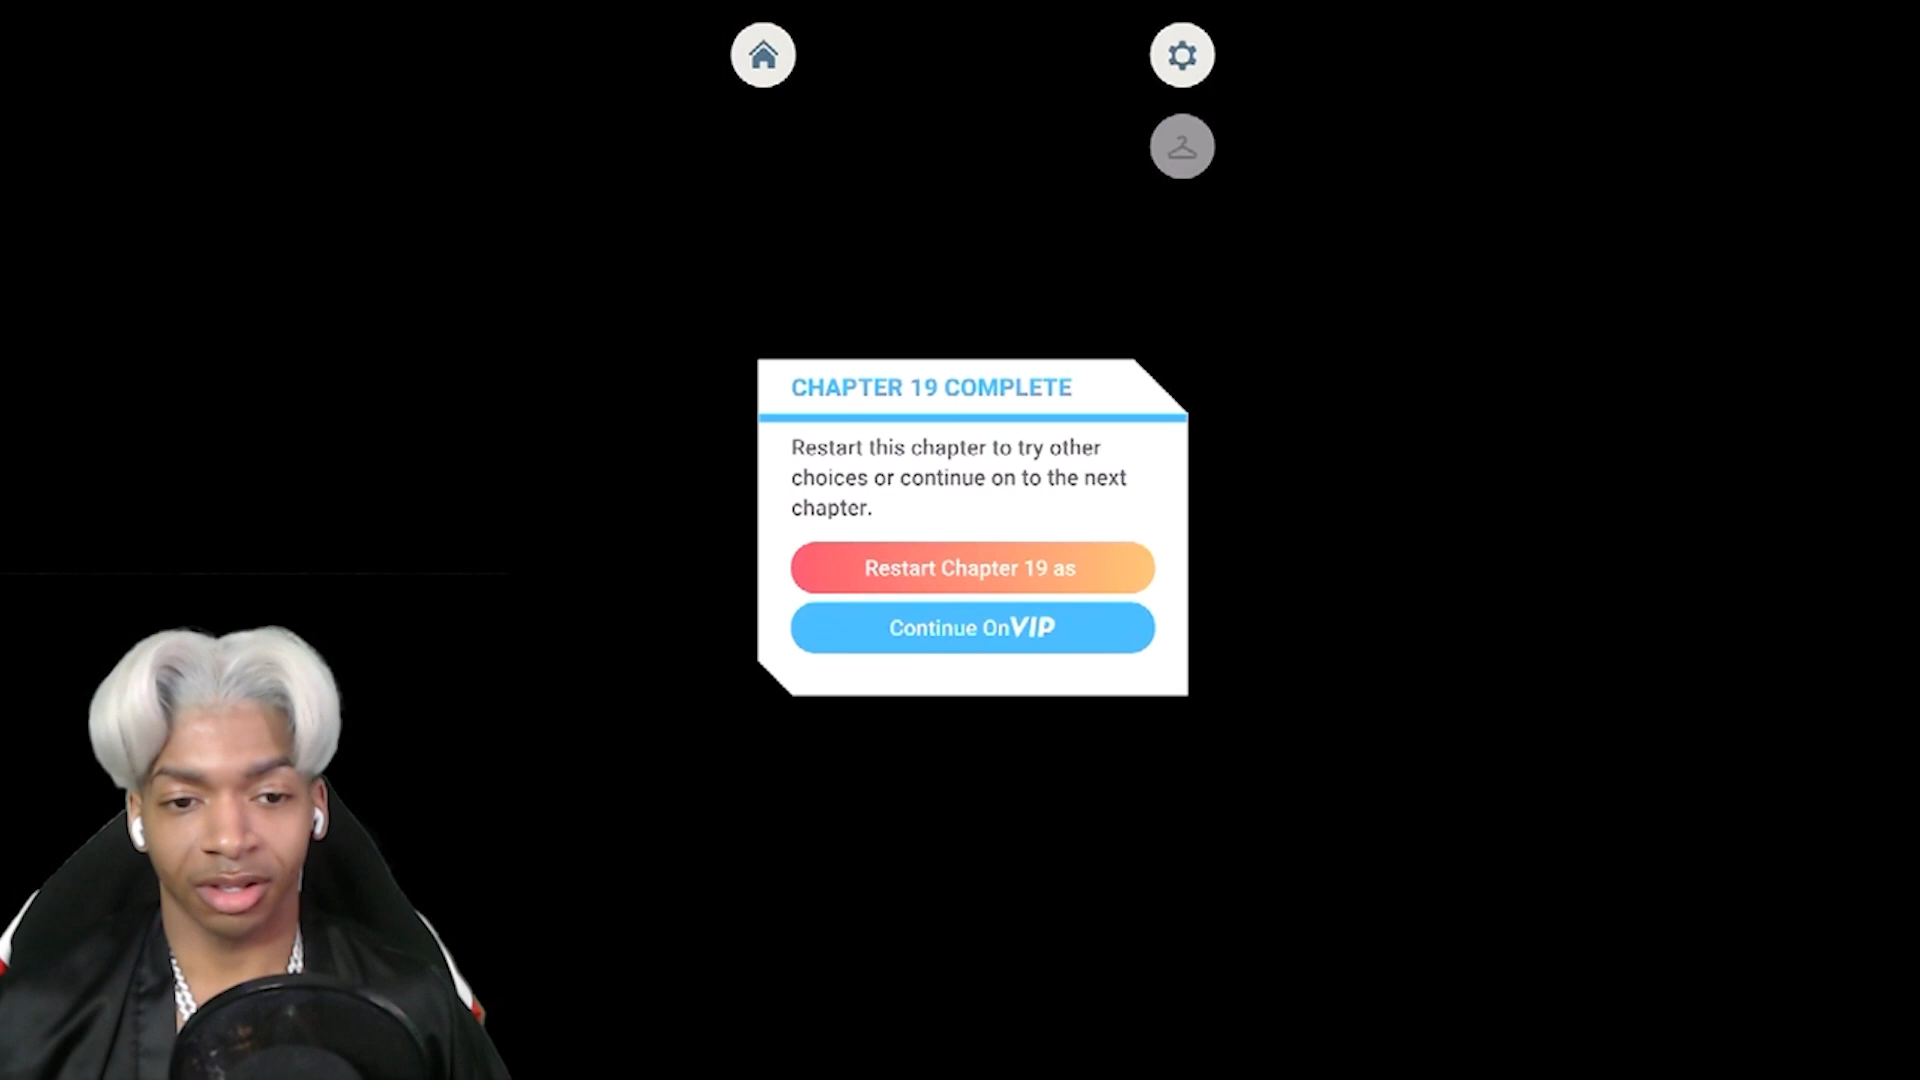 CHAPTER 19 COMPLETE
Restart this chapter to try other
choices or continue on to the next
chapter.
Restart Chapter 19 as
Continue On VIP